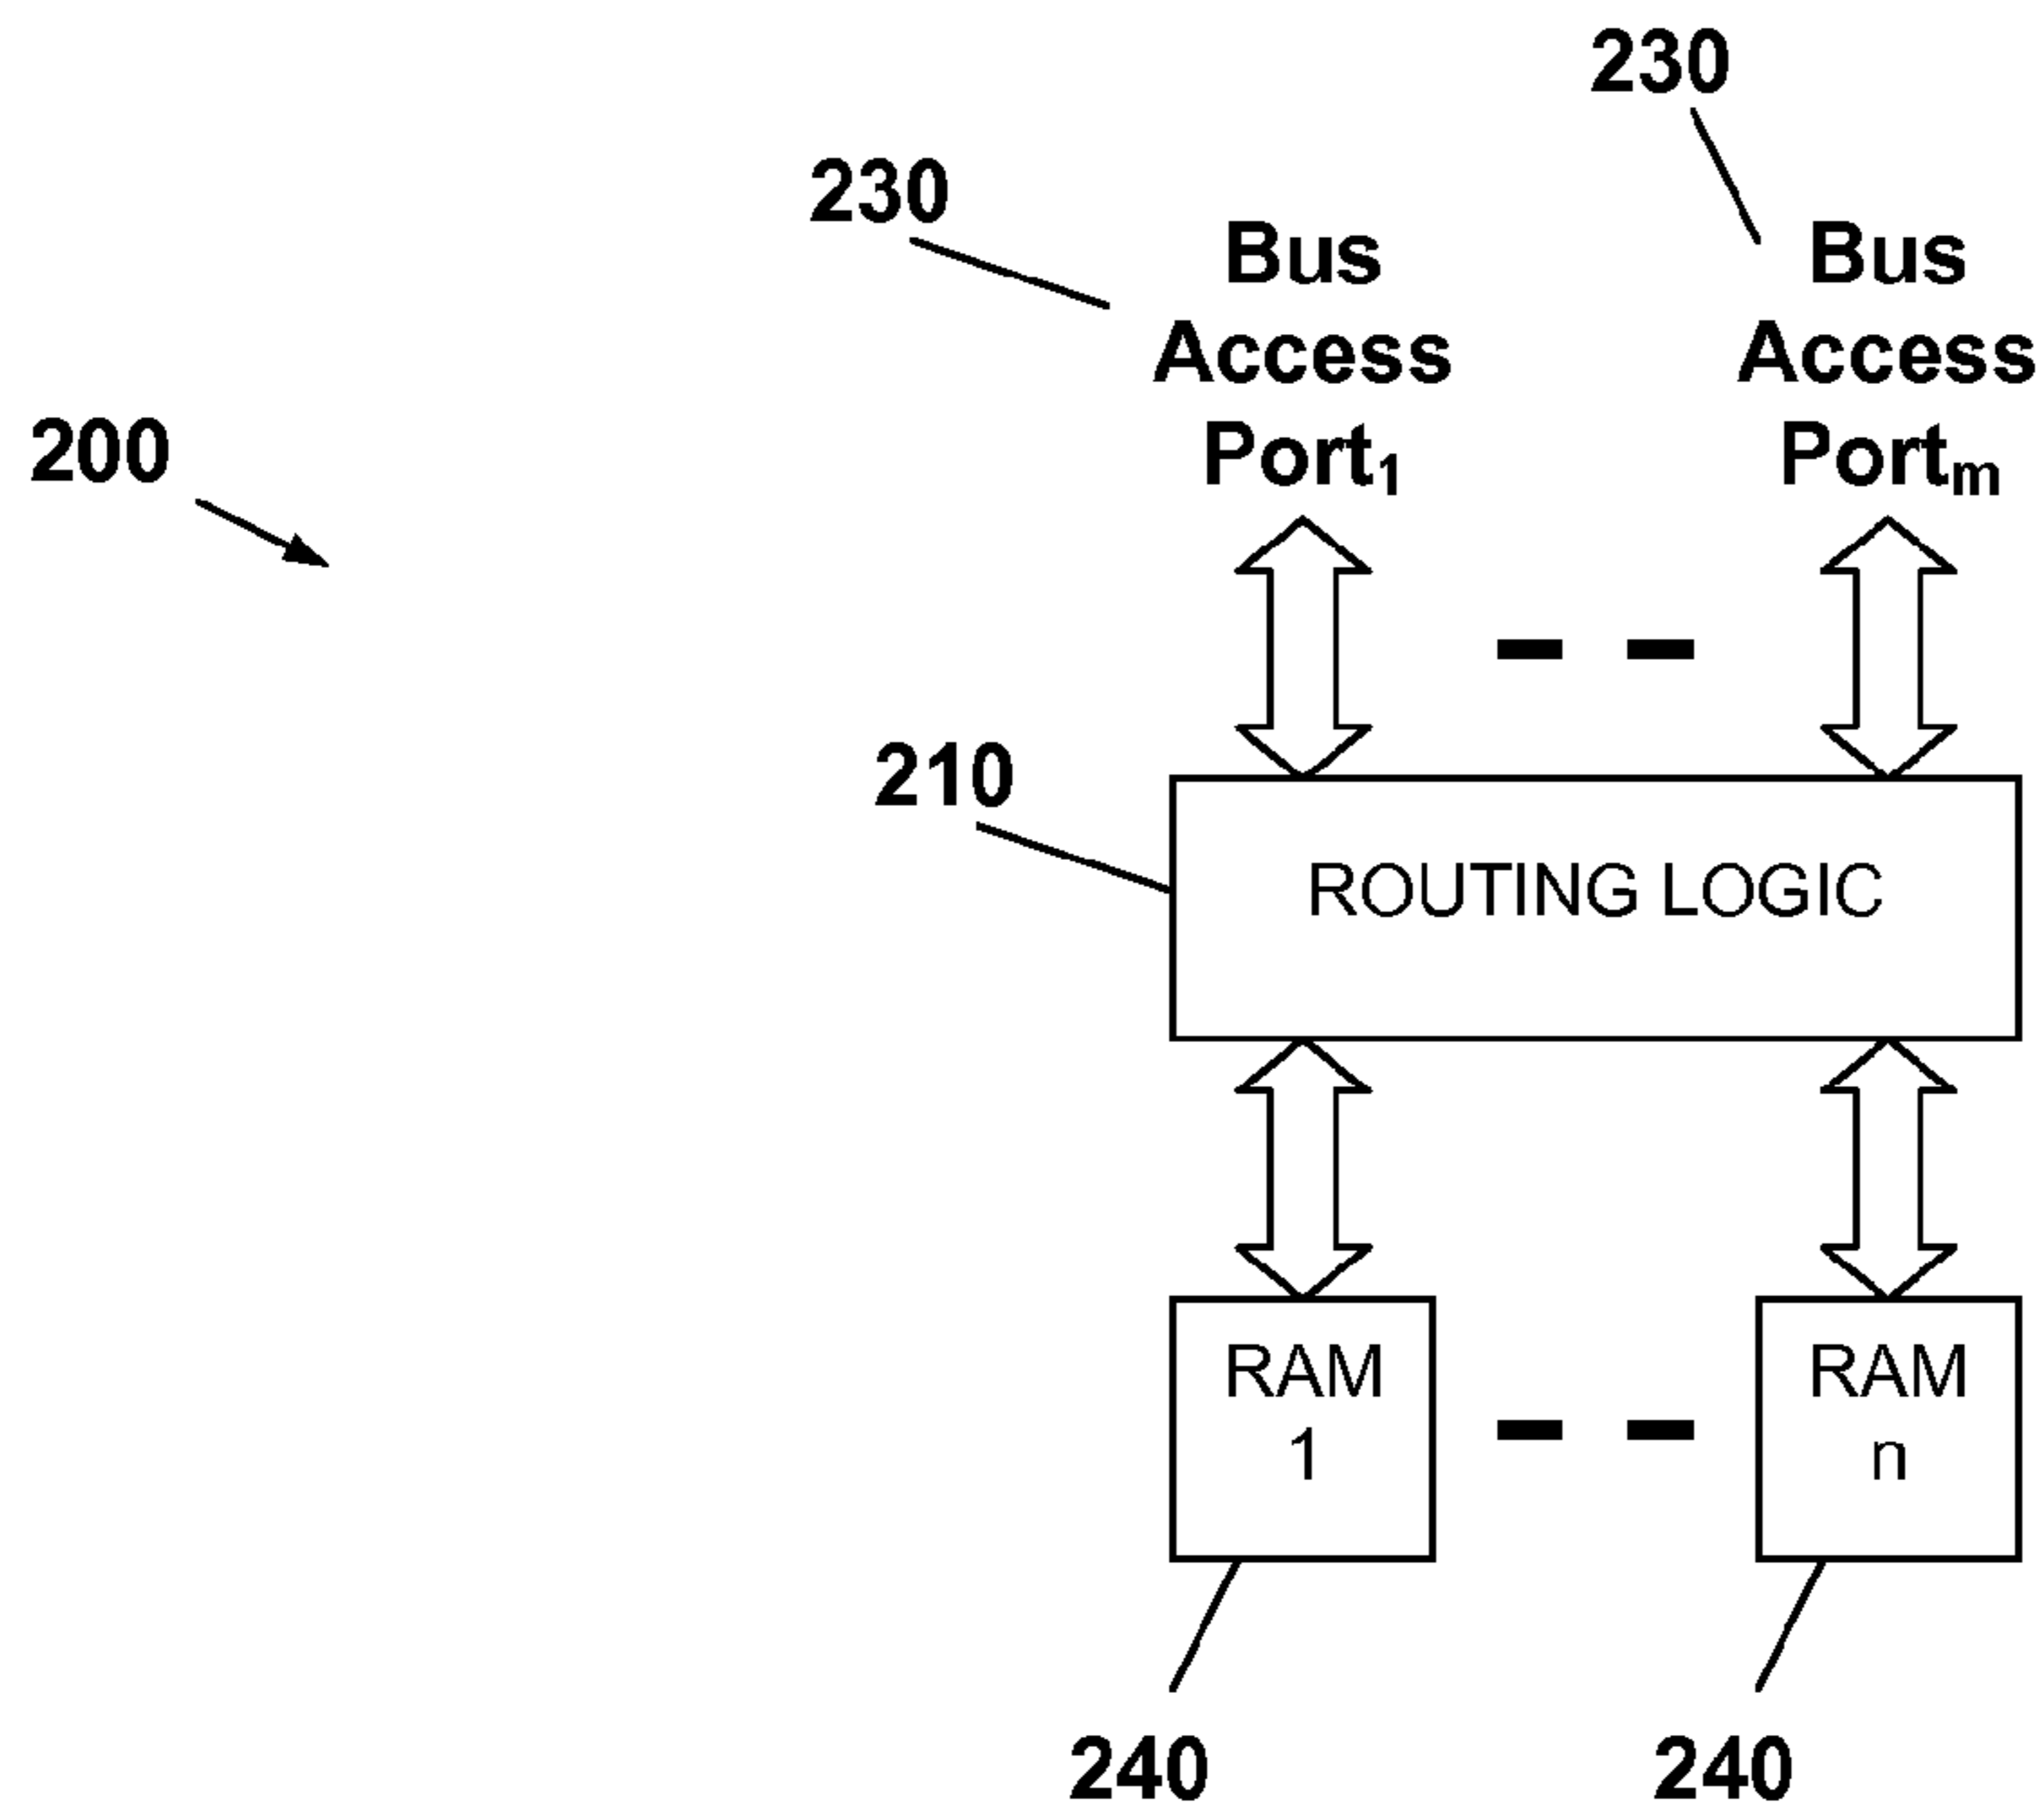 230
230
Bus Bus
Access Access
Port₁ Portₘ
200
210
ROUTING LOGIC
RAM RAM
1 n
240 240